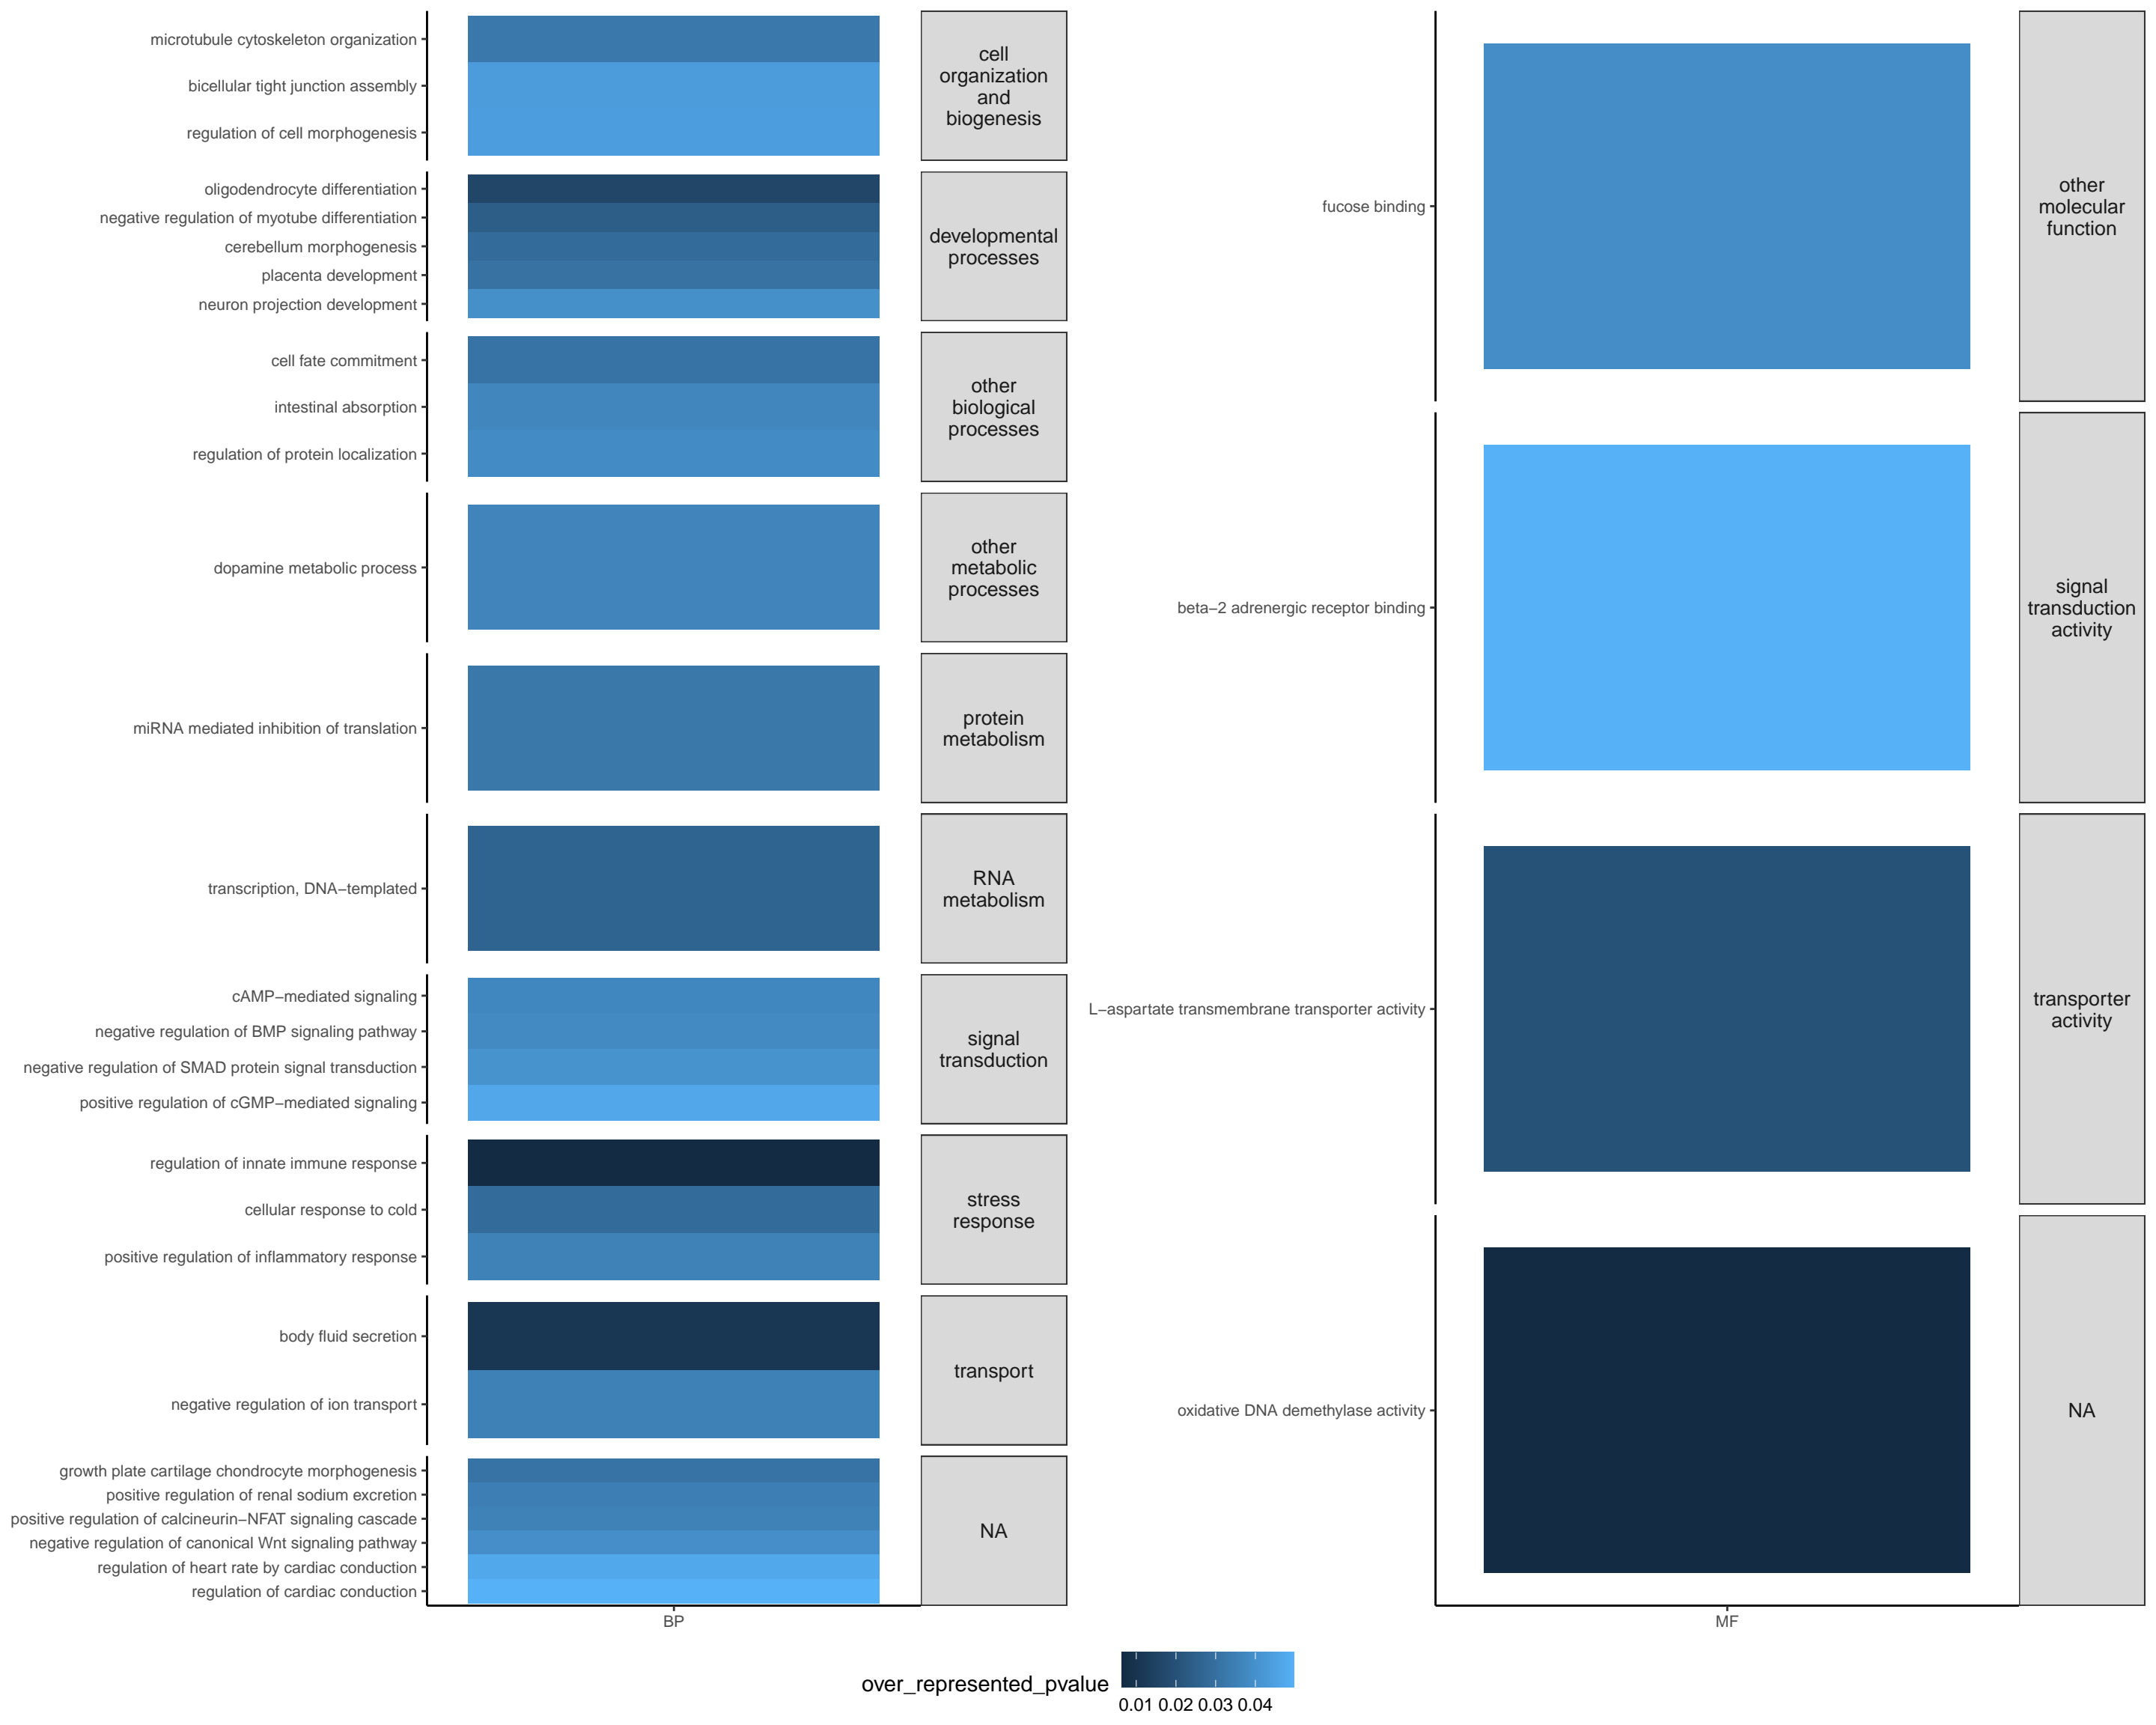 microtubule cytoskeleton organization
bicellular tight junction assembly
regulation of cell morphogenesis
cell
organization
and
biogenesis
oligodendrocyte differentiation
negative regulation of myotube differentiation
cerebellum morphogenesis
placenta development
neuron projection development
developmental
processes
cell fate commitment
intestinal absorption
regulation of protein localization
other
biological
processes
dopamine metabolic process
other
metabolic
processes
miRNA mediated inhibition of translation
protein
metabolism
transcription, DNA−templated
RNA
metabolism
cAMP−mediated signaling
negative regulation of BMP signaling pathway
negative regulation of SMAD protein signal transduction
positive regulation of cGMP−mediated signaling
signal
transduction
regulation of innate immune response
cellular response to cold
positive regulation of inflammatory response
stress
response
body fluid secretion
negative regulation of ion transport
transport
growth plate cartilage chondrocyte morphogenesis
positive regulation of renal sodium excretion
positive regulation of calcineurin−NFAT signaling cascade
negative regulation of canonical Wnt signaling pathway
regulation of heart rate by cardiac conduction
regulation of cardiac conduction
NA
BP
fucose binding
other
molecular
function
beta−2 adrenergic receptor binding
signal
transduction
activity
L−aspartate transmembrane transporter activity
transporter
activity
oxidative DNA demethylase activity
NA
MF
over_represented_pvalue
0.01 0.02 0.03 0.04